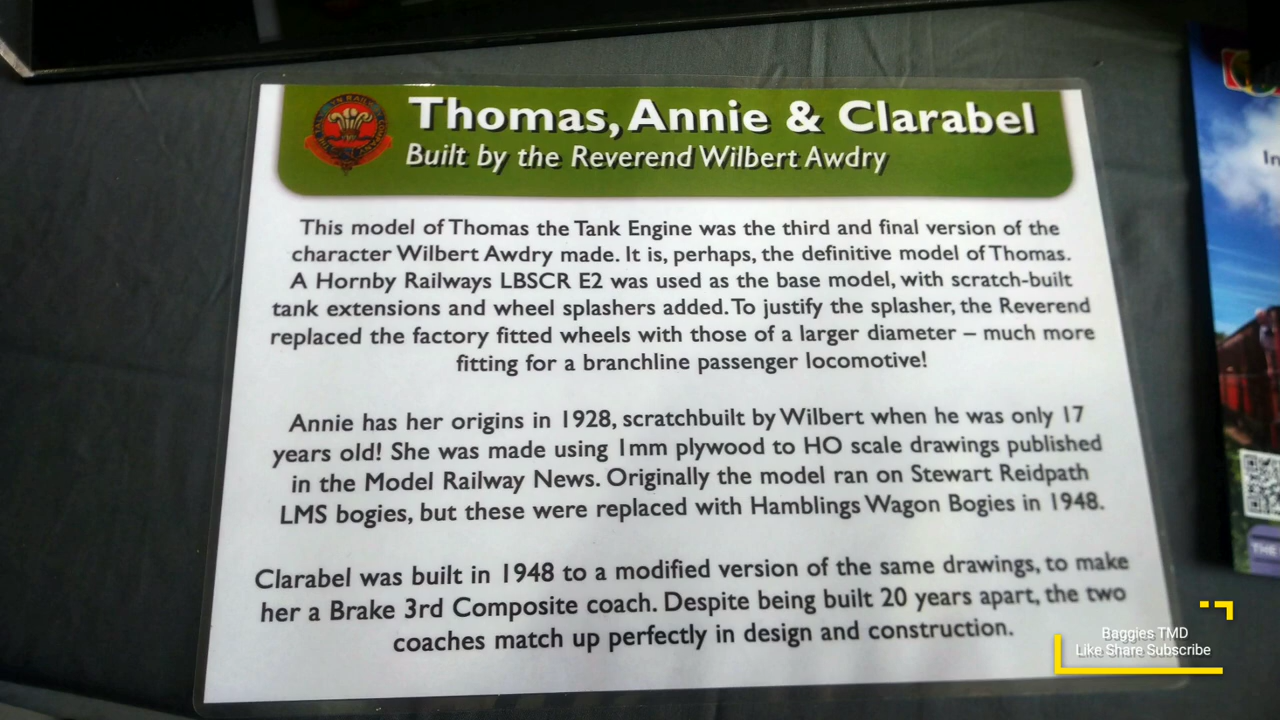 Thomas, Annie & Clarabel
Built by the Reverend Wilbert Awdry
This model of Thomas the Tank Engine was the third and final version of the
character Wilbert Awdry made. It is, perhaps, the definitive model of Thomas.
A Hornby Railways LBSCR E2 was used as the base model, with scratch-built
tank extensions and wheel splashers added. To justify the splasher, the Reverend
replaced the factory fitted wheels with those of a larger diameter – much more
fitting for a branchline passenger locomotive!
Annie has her origins in 1928, scratchbuilt by Wilbert when he was only 17
years old! She was made using 1mm plywood to HO scale drawings published
in the Model Railway News. Originally the model ran on Stewart Reidpath
LMS bogies, but these were replaced with Hamblings Wagon Bogies in 1948.
Clarabel was built in 1948 to a modified version of the same drawings, to make
her a Brake 3rd Composite coach. Despite being built 20 years apart, the two
coaches match up perfectly in design and construction.
In
THE
Baggies TMD
Like Share Subscribe